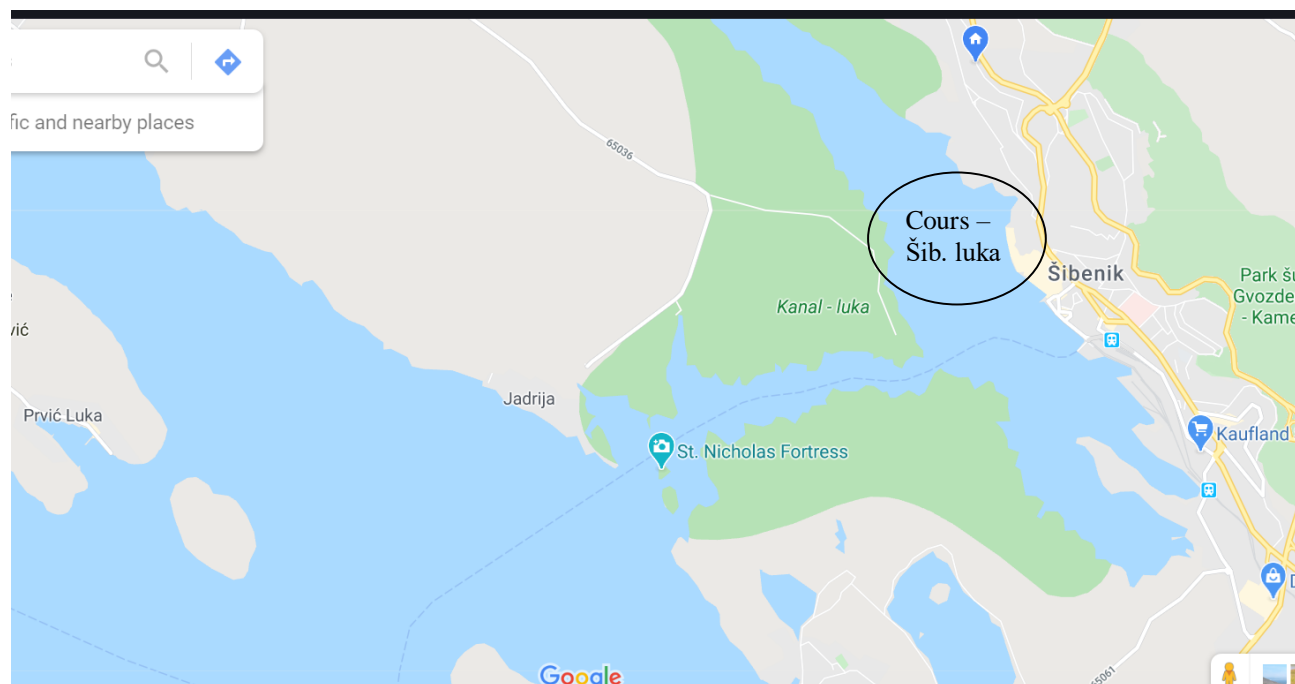 fic and nearby places
65036
Cours –
Šib. luka
Šibenik
Park šu
Gvozde
- Kame
Kanal - luka
vić
Jadrija
Prvić Luka
St. Nicholas Fortress
Kaufland
D
Google
65061